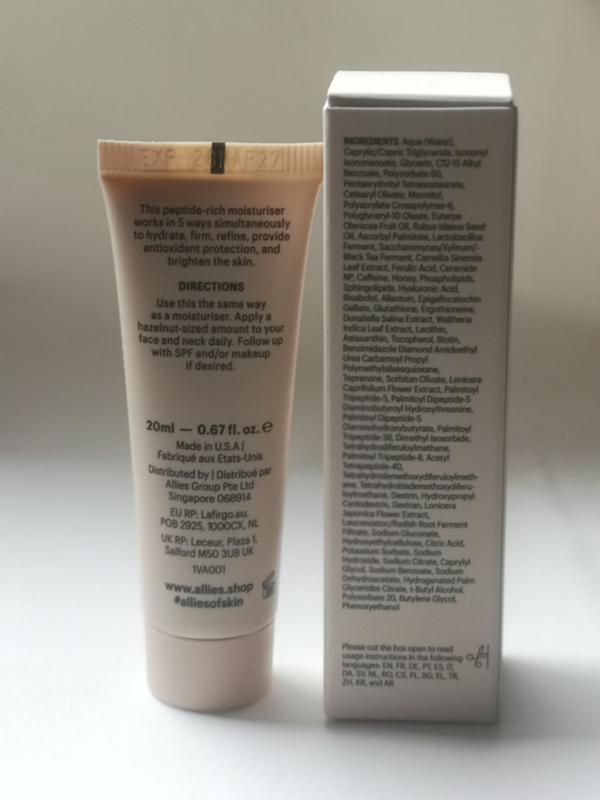 EXP. 28MAR27
This peptide-rich moisturiser
works in 5 ways simultaneously
to hydrate, firm, refine, provide
antioxidant protection, and
brighten the skin.
DIRECTIONS
Use this the same way
as a moisturiser. Apply a
hazelnut-sized amount to your
face and neck daily. Follow up
with SPF and/or makeup
if desired.
20ml — 0.67 fl. oz. ℮
Made in U.S.A |
Fabriqué aux Etats-Unis
Distributed by | Distribué par
Allies Group Pte Ltd
Singapore 068914
EU RP: Lafirgo.eu,
POB 2925, 1000CX, NL
UK RP: Leceur, Plaza 1,
Salford M50 3UB UK
1VA001
www.allies.shop
#alliesofskin
INGREDIENTS Aqua (Water),
Caprylic/Capric Triglyceride, Isononyl
Isononanoate, Glycerin, C12-15 Alkyl
Benzoate, Polysorbate 60,
Pentaerythrityl Tetraisostearate,
Cetearyl Olivate, Mannitol,
Polyacrylate Crosspolymer-6,
Polyglyceryl-10 Oleate, Euterpe
Oleracea Fruit Oil, Rubus Idaeus Seed
Oil, Ascorbyl Palmitate, Lactobacillus
Ferment, Saccharomyces/Xylinum/-
Black Tea Ferment, Camellia Sinensis
Leaf Extract, Ferulic Acid, Ceramide
NP, Caffeine, Honey, Phospholipids,
Sphingolipids, Hyaluronic Acid,
Bisabolol, Allantoin, Epigallocatechin
Gallate, Glutathione, Ergothioneine,
Dunaliella Salina Extract, Waltheria
Indica Leaf Extract, Lecithin,
Astaxanthin, Tocopherol, Biotin,
Benzimidazole Diamond Amidoethyl
Urea Carbamoyl Propyl
Polymethylsilsesquioxane,
Teprenone, Sorbitan Olivate, Lonicera
Caprifolium Flower Extract, Palmitoyl
Tripeptide-5, Palmitoyl Dipeptide-5
Diaminobutyroyl Hydroxythreonine,
Palmitoyl Dipeptide-5
Diaminohydroxybutyrate, Palmitoyl
Tripeptide-38, Dimethyl Isosorbide,
Tetrahydrodiferuloylmethane,
Palmitoyl Tripeptide-8, Acetyl
Tetrapeptide-40,
Tetrahydrodemethoxydiferuloylmeth-
ane, Tetrahydrobisdemethoxydiferu-
loylmethane, Dextrin, Hydroxypropyl
Cyclodextrin, Dextran, Lonicera
Japonica Flower Extract,
Leuconostoc/Radish Root Ferment
Filtrate, Sodium Gluconate,
Hydroxyethylcellulose, Citric Acid,
Potassium Sorbate, Sodium
Hydroxide, Sodium Citrate, Caprylyl
Glycol, Sodium Benzoate, Sodium
Dehydroacetate, Hydrogenated Palm
Glycerides Citrate, t-Butyl Alcohol,
Polysorbate 20, Butylene Glycol,
Phenoxyethanol
Please cut the box open to read
usage instructions in the following
languages: EN, FR, DE, PT, ES, IT,
DA, SV, NL, RO, CS, PL, BG, EL, TR,
ZH, KR, and AR